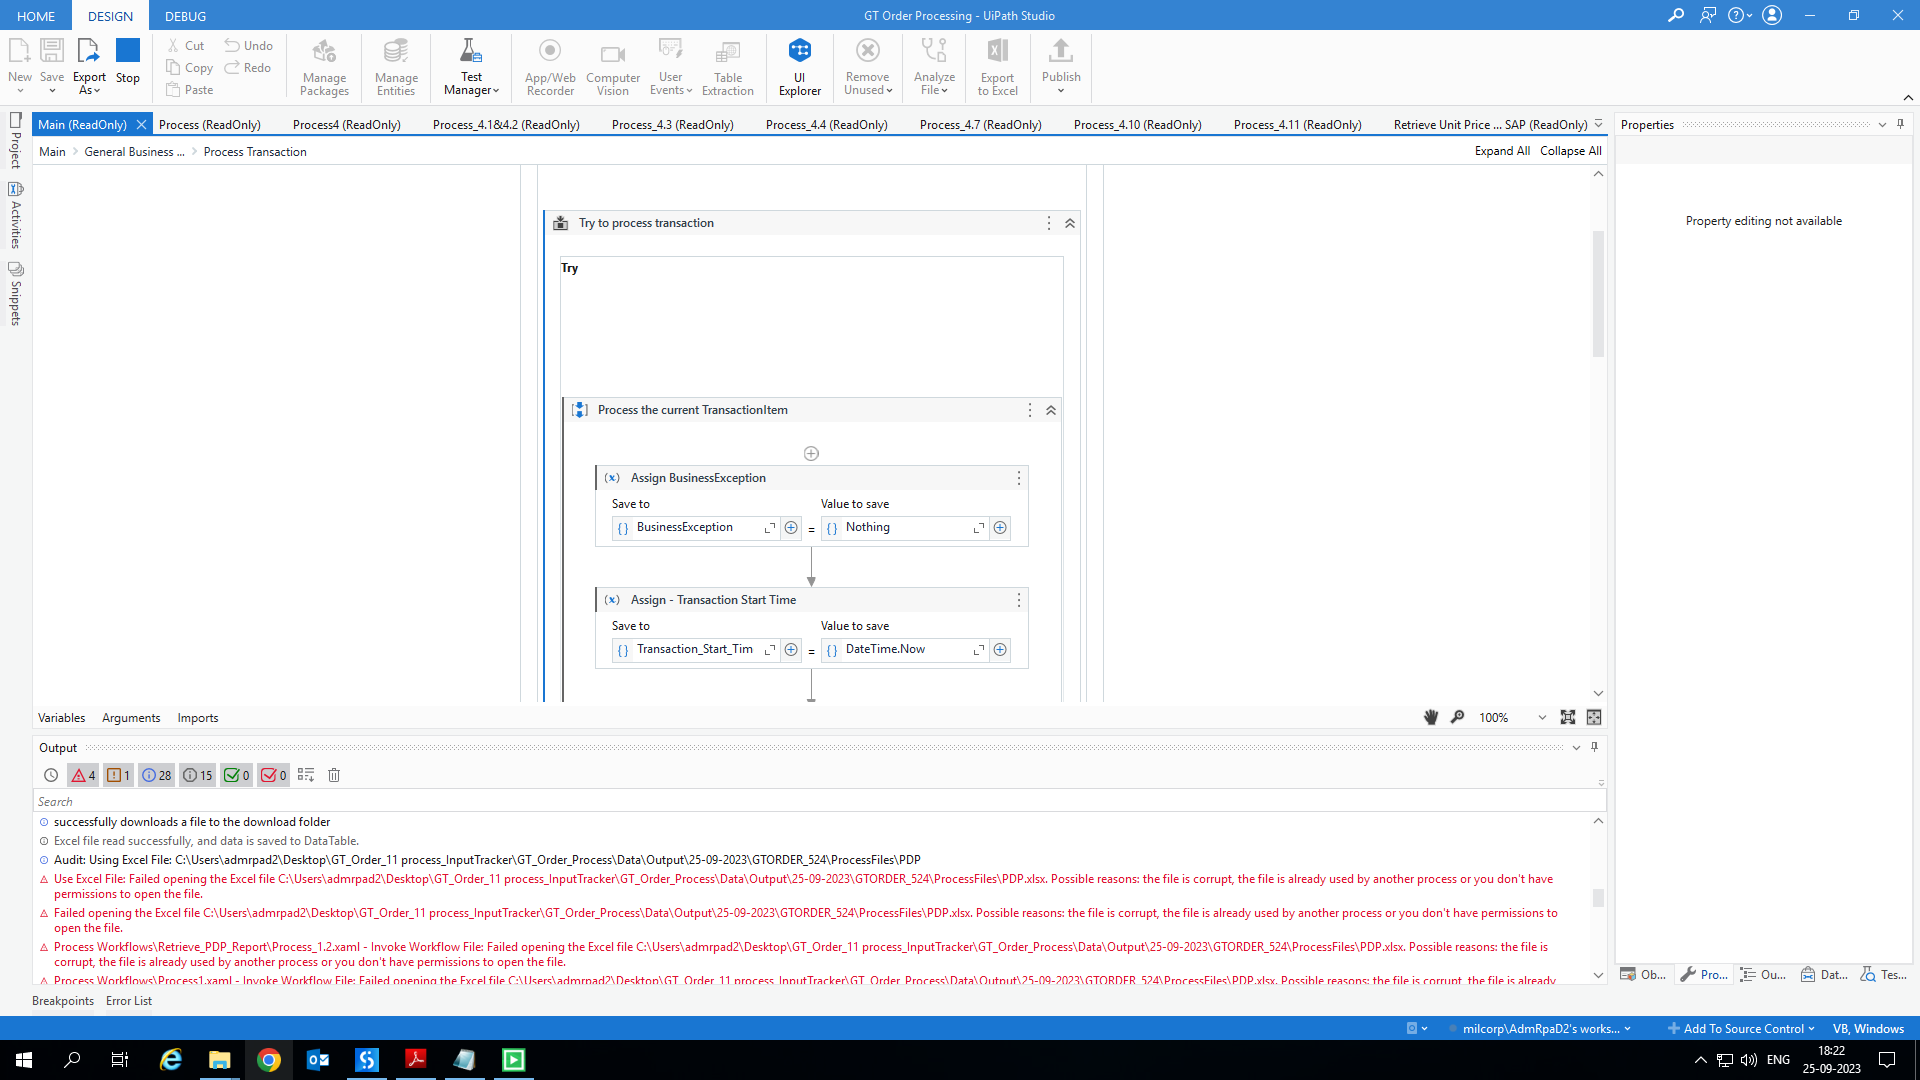 HOME DESIGN DEBUG GT Order Processing - UiPath Studio
New Save Export As Stop Cut Copy Paste Undo Redo Manage Packages Manage Entities Test Manager App/Web Recorder Computer Vision User Events Table Extraction UI Explorer Remove Unused Analyze File Export to Excel Publish
Main (ReadOnly) Process (ReadOnly) Process4 (ReadOnly) Process_4.1&4.2 (ReadOnly) Process_4.3 (ReadOnly) Process_4.4 (ReadOnly) Process_4.7 (ReadOnly) Process_4.10 (ReadOnly) Process_4.11 (ReadOnly) Retrieve Unit Price ... SAP (ReadOnly) Properties
Project
Activities
Snippets
Main General Business ... Process Transaction Expand All Collapse All
Property editing not available
Try to process transaction
Try
Process the current TransactionItem
(x) Assign BusinessException
Save to Value to save
{} BusinessException = {} Nothing
(x) Assign - Transaction Start Time
Save to Value to save
{} Transaction_Start_Tim = {} DateTime.Now
Variables Arguments Imports 100%
Output
4 1 28 15 0 0
Search
successfully downloads a file to the download folder
Excel file read successfully, and data is saved to DataTable.
Audit: Using Excel File: C:\Users\admrpad2\Desktop\GT_Order_11 process_InputTracker\GT_Order_Process\Data\Output\25-09-2023\GTORDER_524\ProcessFiles\PDP
Use Excel File: Failed opening the Excel file C:\Users\admrpad2\Desktop\GT_Order_11 process_InputTracker\GT_Order_Process\Data\Output\25-09-2023\GTORDER_524\ProcessFiles\PDP.xlsx. Possible reasons: the file is corrupt, the file is already used by another process or you don't have
permissions to open the file.
Failed opening the Excel file C:\Users\admrpad2\Desktop\GT_Order_11 process_InputTracker\GT_Order_Process\Data\Output\25-09-2023\GTORDER_524\ProcessFiles\PDP.xlsx. Possible reasons: the file is corrupt, the file is already used by another process or you don't have permissions to
open the file.
Process Workflows\Retrieve_PDP_Report\Process_1.2.xaml - Invoke Workflow File: Failed opening the Excel file C:\Users\admrpad2\Desktop\GT_Order_11 process_InputTracker\GT_Order_Process\Data\Output\25-09-2023\GTORDER_524\ProcessFiles\PDP.xlsx. Possible reasons: the file is
corrupt, the file is already used by another process or you don't have permissions to open the file.
Process Workflows\Process1.xaml - Invoke Workflow File: Failed opening the Excel file C:\Users\admrpad2\Desktop\GT_Order_11 process_InputTracker\GT_Order_Process\Data\Output\25-09-2023\GTORDER_524\ProcessFiles\PDP.xlsx. Possible reasons: the file is corrupt, the file is already
Ob... Pro... Ou... Dat... Tes...
Breakpoints Error List
milcorp\AdmRpaD2's works... Add To Source Control VB, Windows
ENG 18:22
25-09-2023